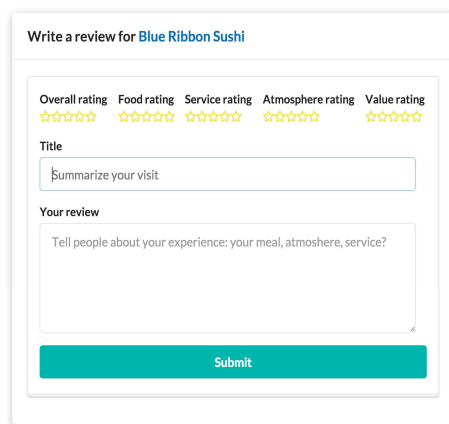 Write a review for Blue Ribbon Sushi
Overall rating Food rating Service rating Atmosphere rating Value rating
Title
Summarize your visit
Your review
Tell people about your experience: your meal, atmoshere, service?
Submit